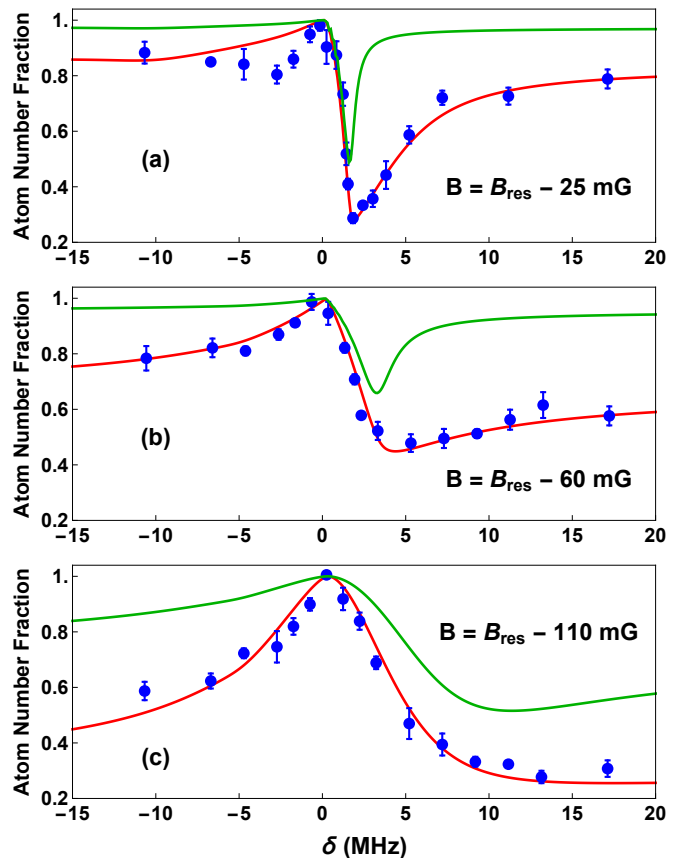 Atom Number Fraction
1.
0.8
0.6
0.4
0.2
(a)
B = Bres − 25 mG
−15 −10 −5 0 5 10 15 20
Atom Number Fraction
1.
0.8
0.6
0.4
0.2
(b)
B = Bres − 60 mG
−15 −10 −5 0 5 10 15 20
Atom Number Fraction
1.
0.8
0.6
0.4
0.2
B = Bres − 110 mG
(c)
−15 −10 −5 0 5 10 15 20
δ (MHz)